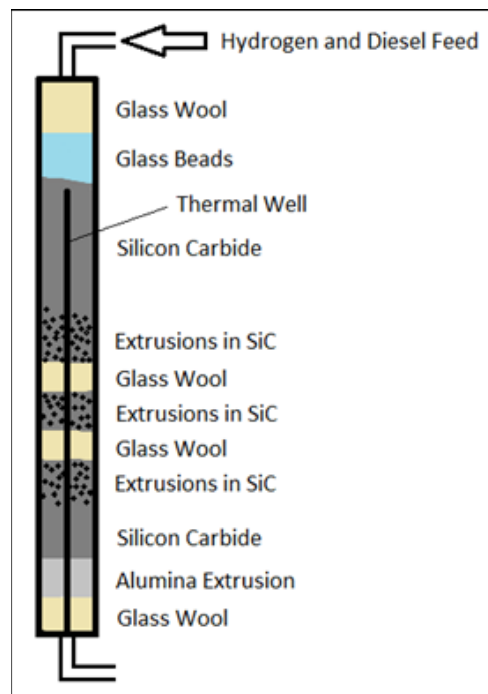 Hydrogen and Diesel Feed
Glass Wool
Glass Beads
Thermal Well
Silicon Carbide
Extrusions in SiC
Glass Wool
Extrusions in SiC
Glass Wool
Extrusions in SiC
Silicon Carbide
Alumina Extrusion
Glass Wool